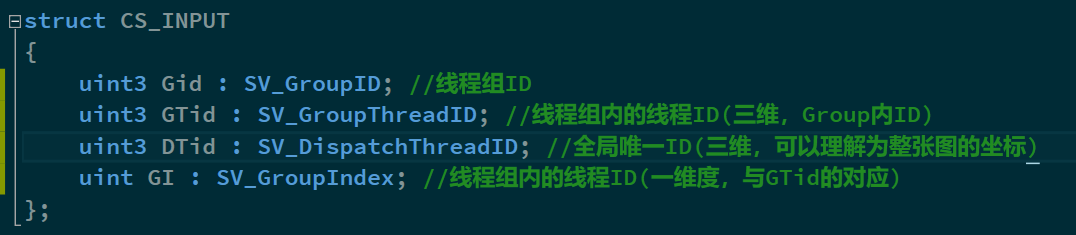 struct CS_INPUT
{
    uint3 Gid : SV_GroupID; //线程组ID
    uint3 GTid : SV_GroupThreadID; //线程组内的线程ID(三维，Group内ID)
    uint3 DTid : SV_DispatchThreadID; //全局唯一ID(三维，可以理解为整张图的坐标)
    uint GI : SV_GroupIndex; //线程组内的线程ID(一维度，与GTid的对应)
};